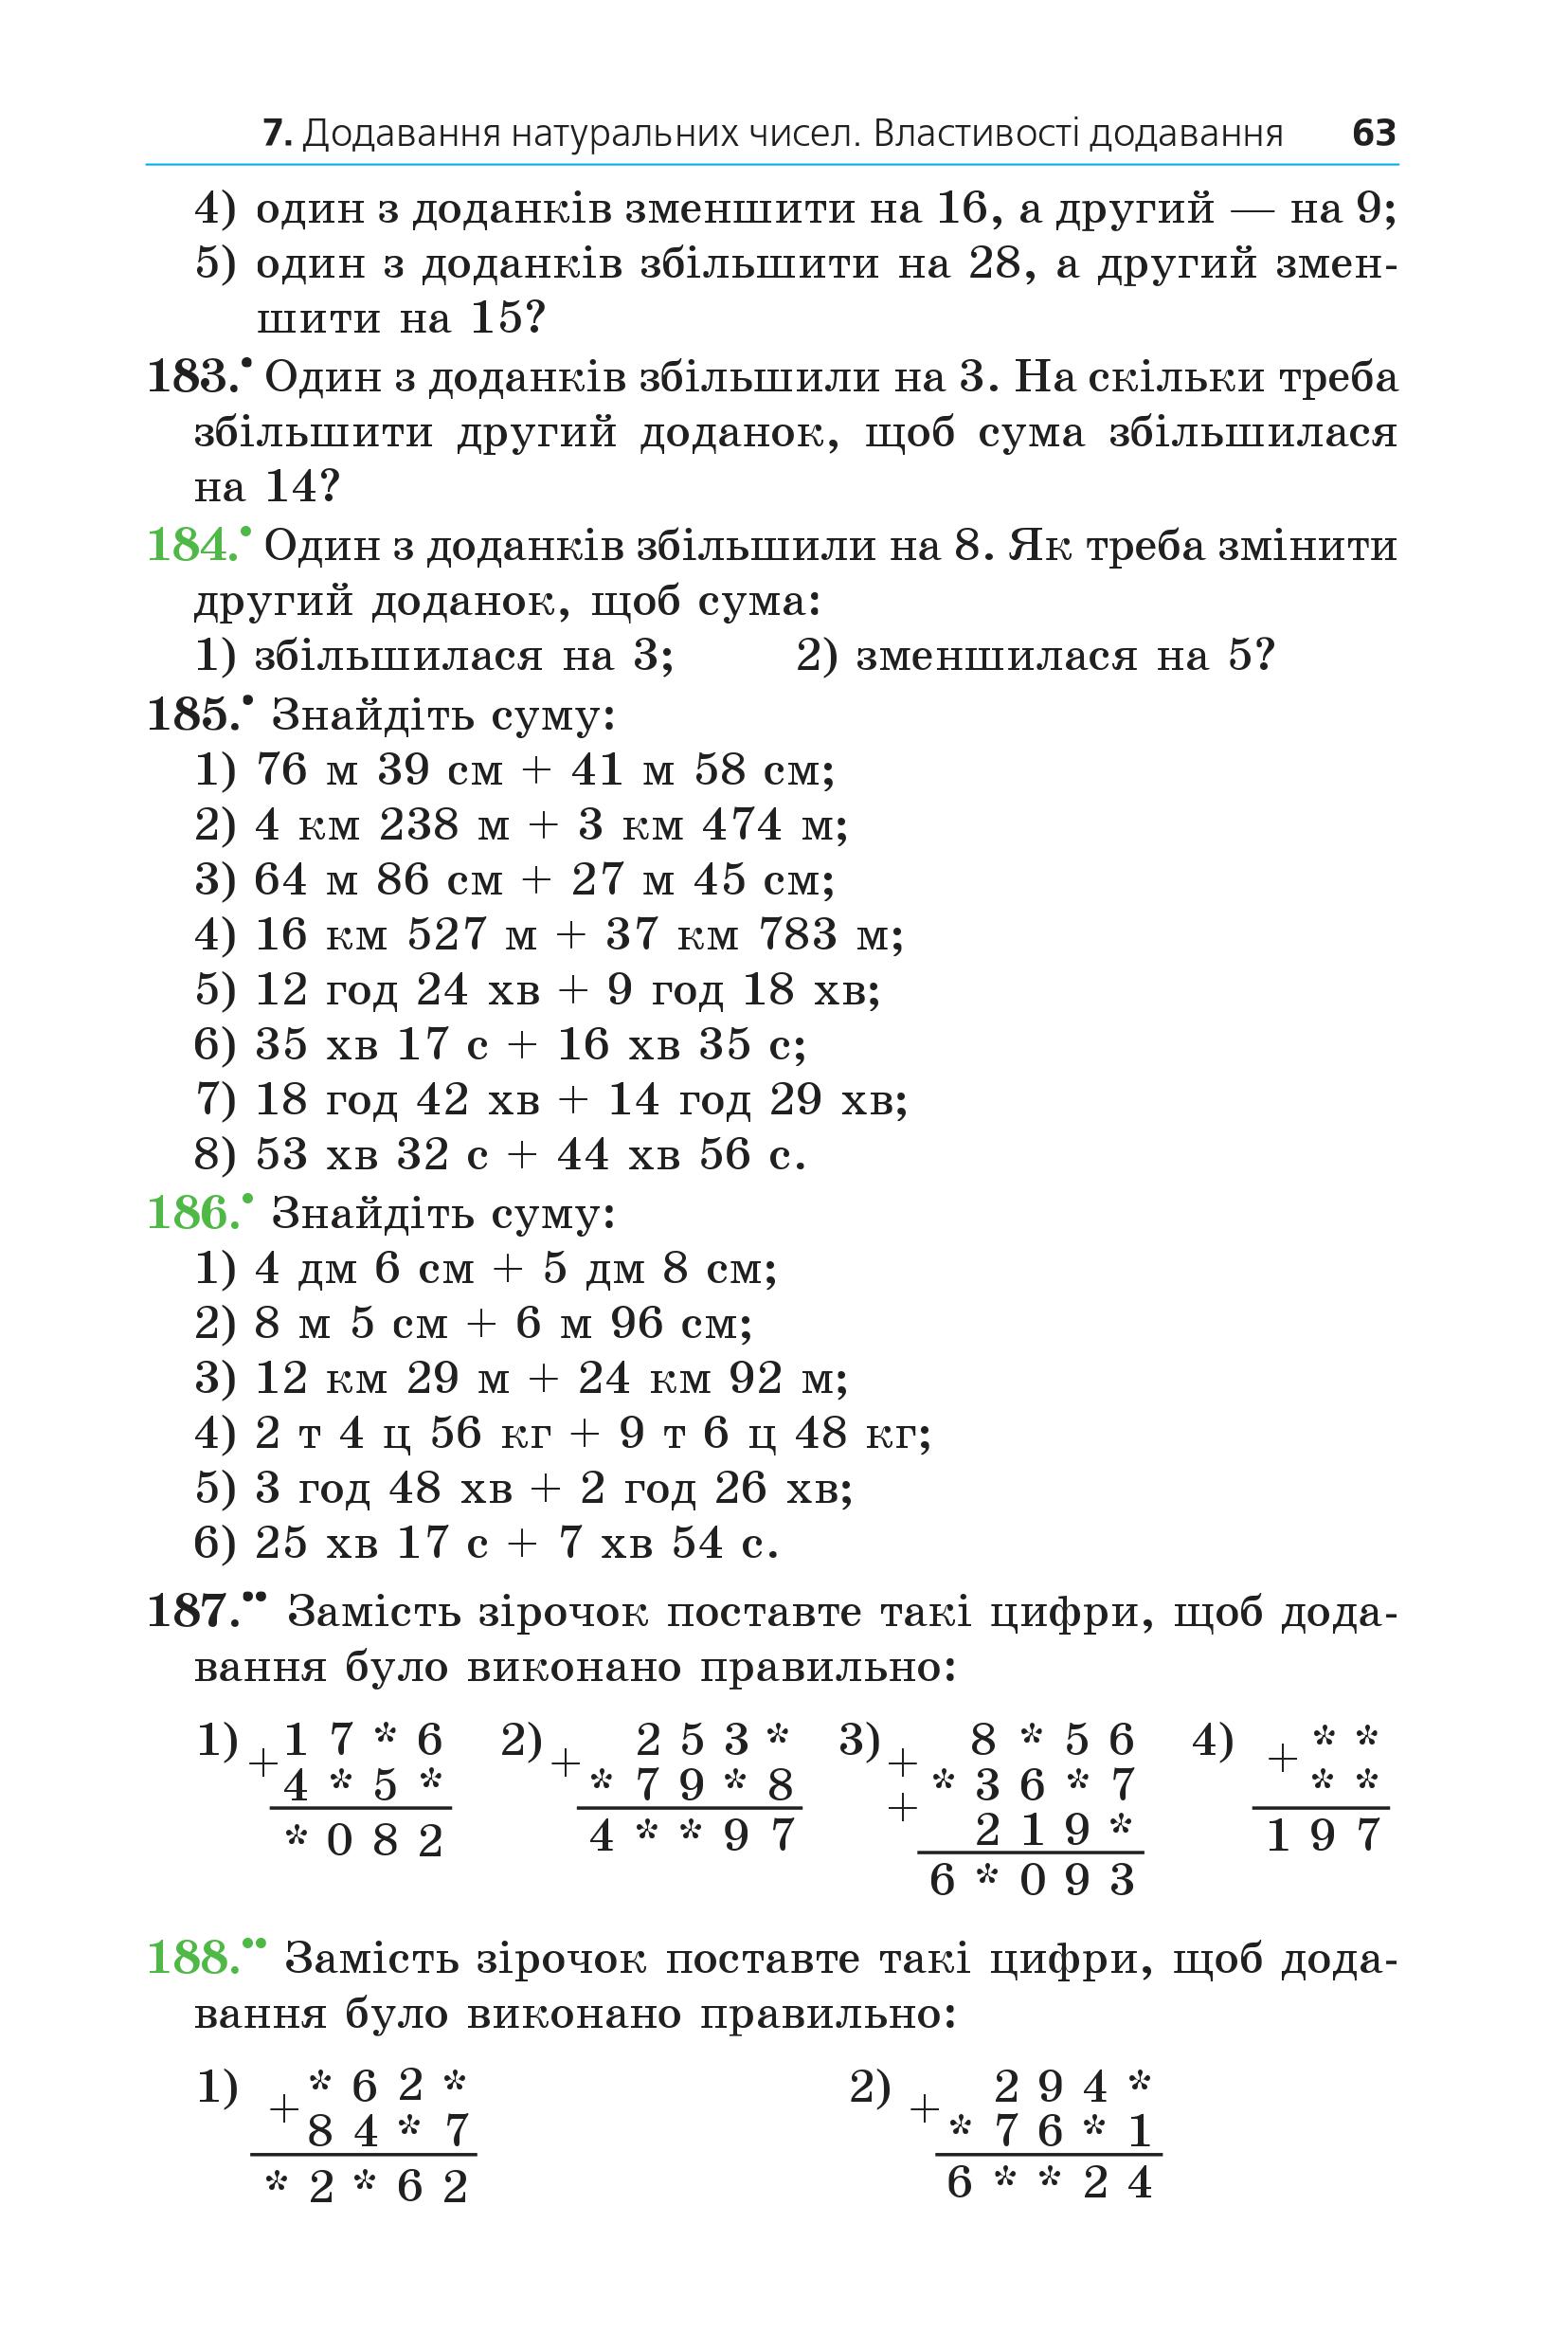 7. Додавання натуральних чисел. Властивості додавання 63
4) один з доданків зменшити на 16, а другий — на 9;
5) один з доданків збільшити на 28, а другий змен-
шити на 15?
183.• Один з доданків збільшили на 3. На скільки треба
збільшити другий доданок, щоб сума збільшилася
на 14?
184.• Один з доданків збільшили на 8. Як треба змінити
другий доданок, щоб сума:
1) збільшилася на 3; 2) зменшилася на 5?
185.• Знайдіть суму:
1) 76 м 39 см + 41 м 58 см;
2) 4 км 238 м + 3 км 474 м;
3) 64 м 86 см + 27 м 45 см;
4) 16 км 527 м + 37 км 783 м;
5) 12 год 24 хв + 9 год 18 хв;
6) 35 хв 17 с + 16 хв 35 с;
7) 18 год 42 хв + 14 год 29 хв;
8) 53 хв 32 с + 44 хв 56 с.
186.• Знайдіть суму:
1) 4 дм 6 см + 5 дм 8 см;
2) 8 м 5 см + 6 м 96 см;
3) 12 км 29 м + 24 км 92 м;
4) 2 т 4 ц 56 кг + 9 т 6 ц 48 кг;
5) 3 год 48 хв + 2 год 26 хв;
6) 25 хв 17 с + 7 хв 54 с.
187.•• Замість зірочок поставте такі цифри, щоб дода-
вання було виконано правильно:
1) + 1 7 * 6
4 * 5 *
* 0 8 2
2) + 2 5 3 *
* 7 9 * 8
4 * * 9 7
3) + 8 * 5 6
+ * 3 6 * 7
2 1 9 *
6 * 0 9 3
4) + * *
* *
1 9 7
188.•• Замість зірочок поставте такі цифри, щоб дода-
вання було виконано правильно:
1) + * 6 2 *
8 4 * 7
* 2 * 6 2
2) + 2 9 4 *
* 7 6 * 1
6 * * 2 4